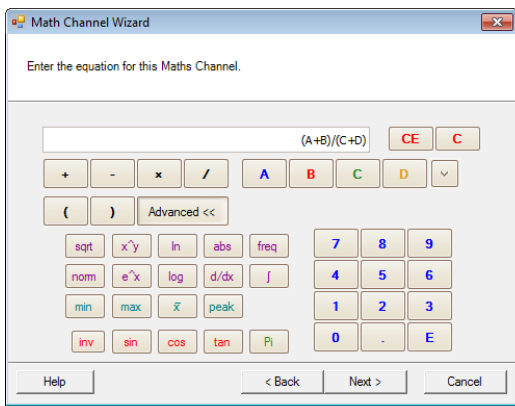 Math Channel Wizard
Enter the equation for this Maths Channel.
(A+B)/(C+D) CE C
+ - × / A B C D
( ) Advanced <<
sqrt x^y ln abs freq 7 8 9
norm e^x log d/dx ∫ 4 5 6
min max x̄ peak 1 2 3
inv sin cos tan Pi 0 . E
Help < Back Next > Cancel